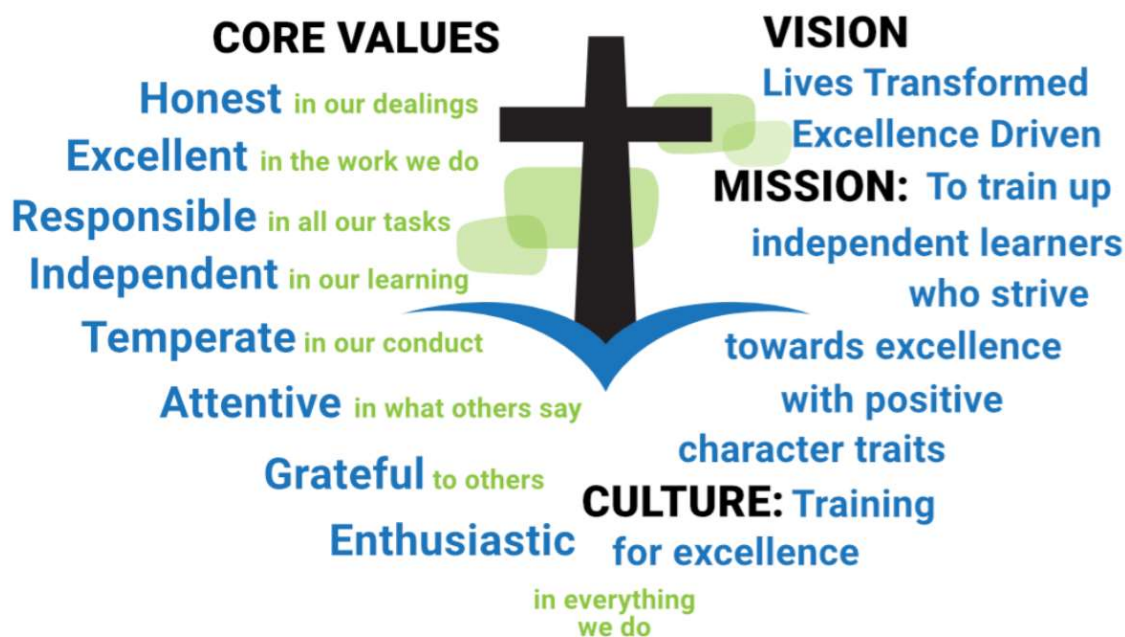 CORE VALUES
Honest in our dealings
Excellent in the work we do
Responsible in all our tasks
Independent in our learning
Temperate in our conduct
Attentive in what others say
Grateful to others
Enthusiastic
in everything
we do
VISION
Lives Transformed
Excellence Driven
MISSION: To train up
independent learners
who strive
towards excellence
with positive
character traits
CULTURE: Training
for excellence